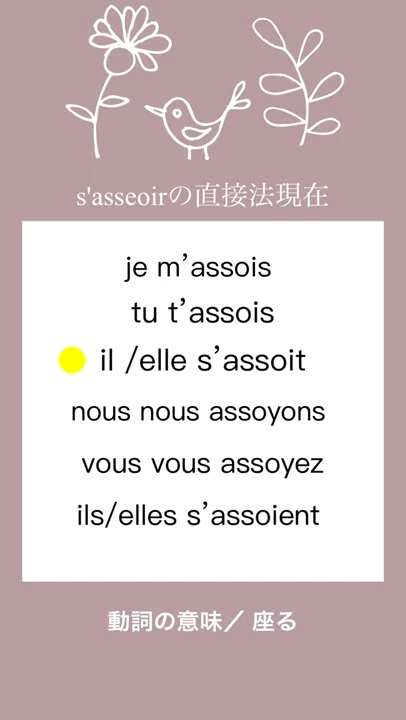 s'asseoirの直接法現在
je m’assois
tu t’assois
il /elle s’assoit
nous nous assoyons
vous vous assoyez
ils/elles s’assoient
動詞の意味／ 座る